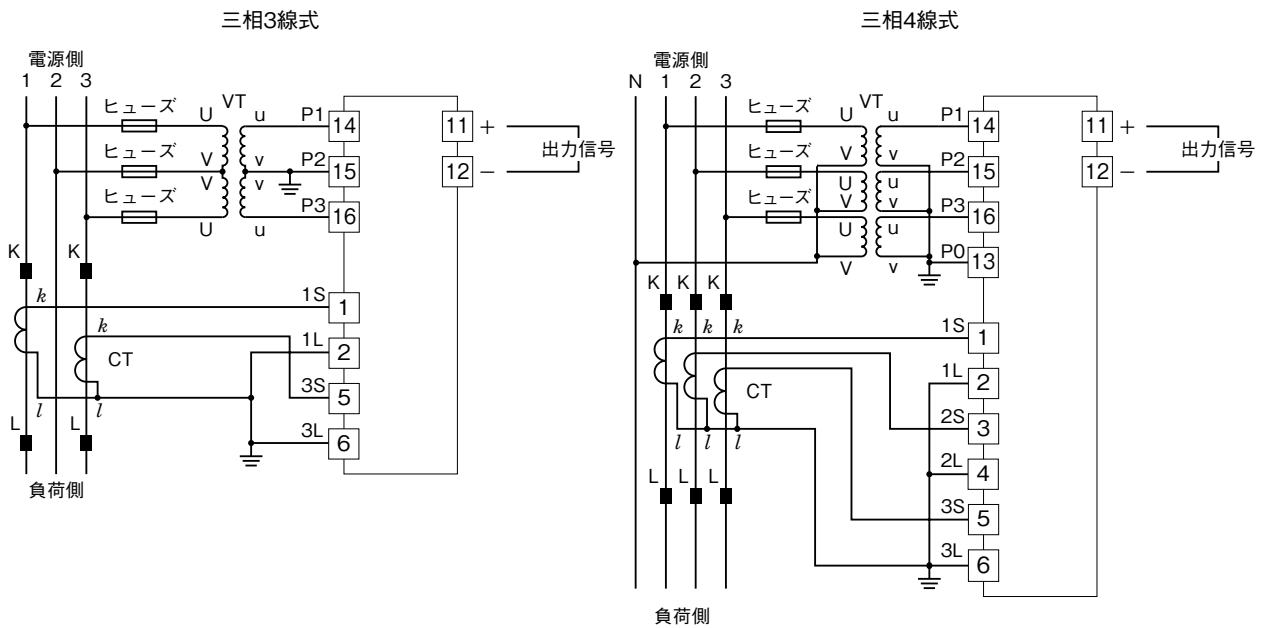 三相3線式
電源側
1 2 3
ヒューズ U VT u P1 14 11 +
出力信号
ヒューズ V v P2 15 12 −
V v
ヒューズ P3 16
U u
K K
k 1S 1
k 1L 2
CT
3S 5
l l
L L 3L 6
負荷側
三相4線式
電源側
N 1 2 3
ヒューズ U VT u P1 14 11 +
出力信号
ヒューズ V v P2 15 12 −
U u
V v
ヒューズ P3 16
U u
P0 13
V v
K K K
k k k 1S 1
1L 2
CT
2S 3
l l l
L L L 2L 4
3S 5
3L 6
負荷側